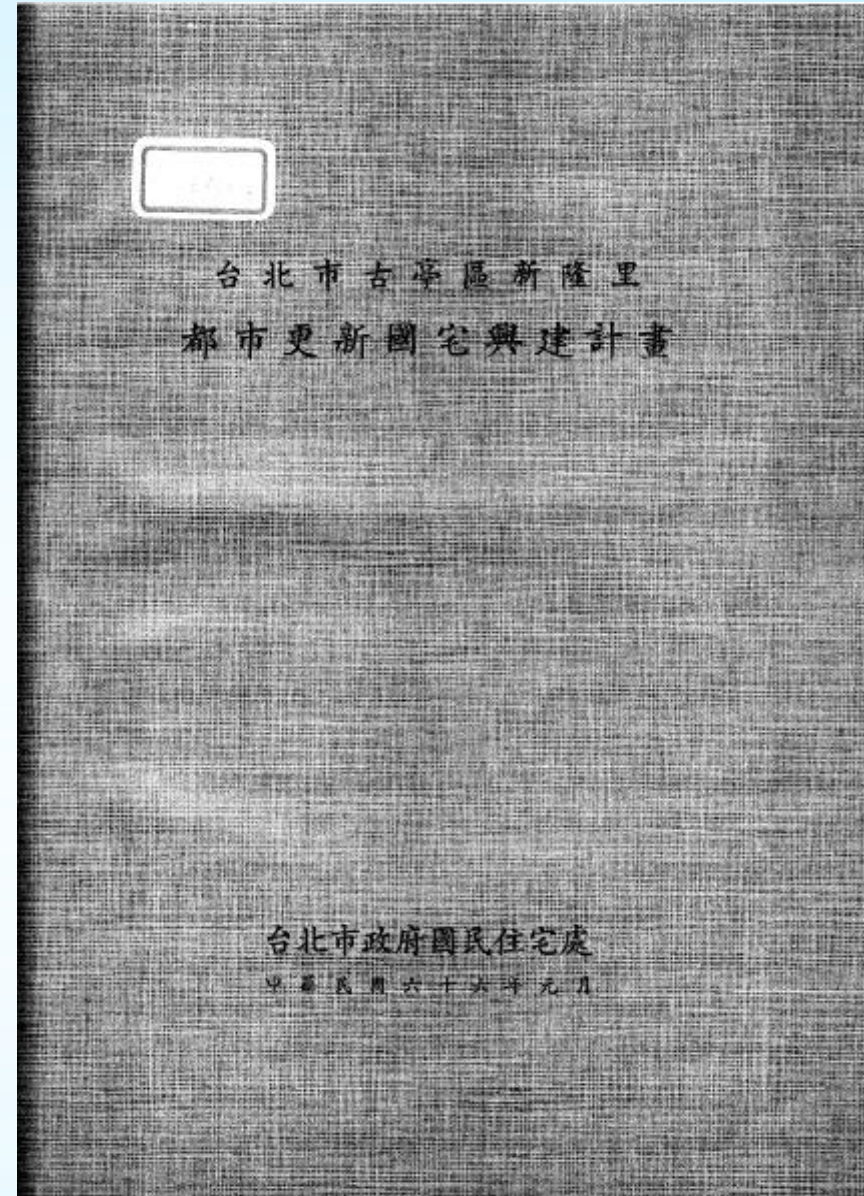 台北市古亭區新隆里
都市更新國宅興建計畫
台北市政府國民住宅處
中華民國六十六年元月